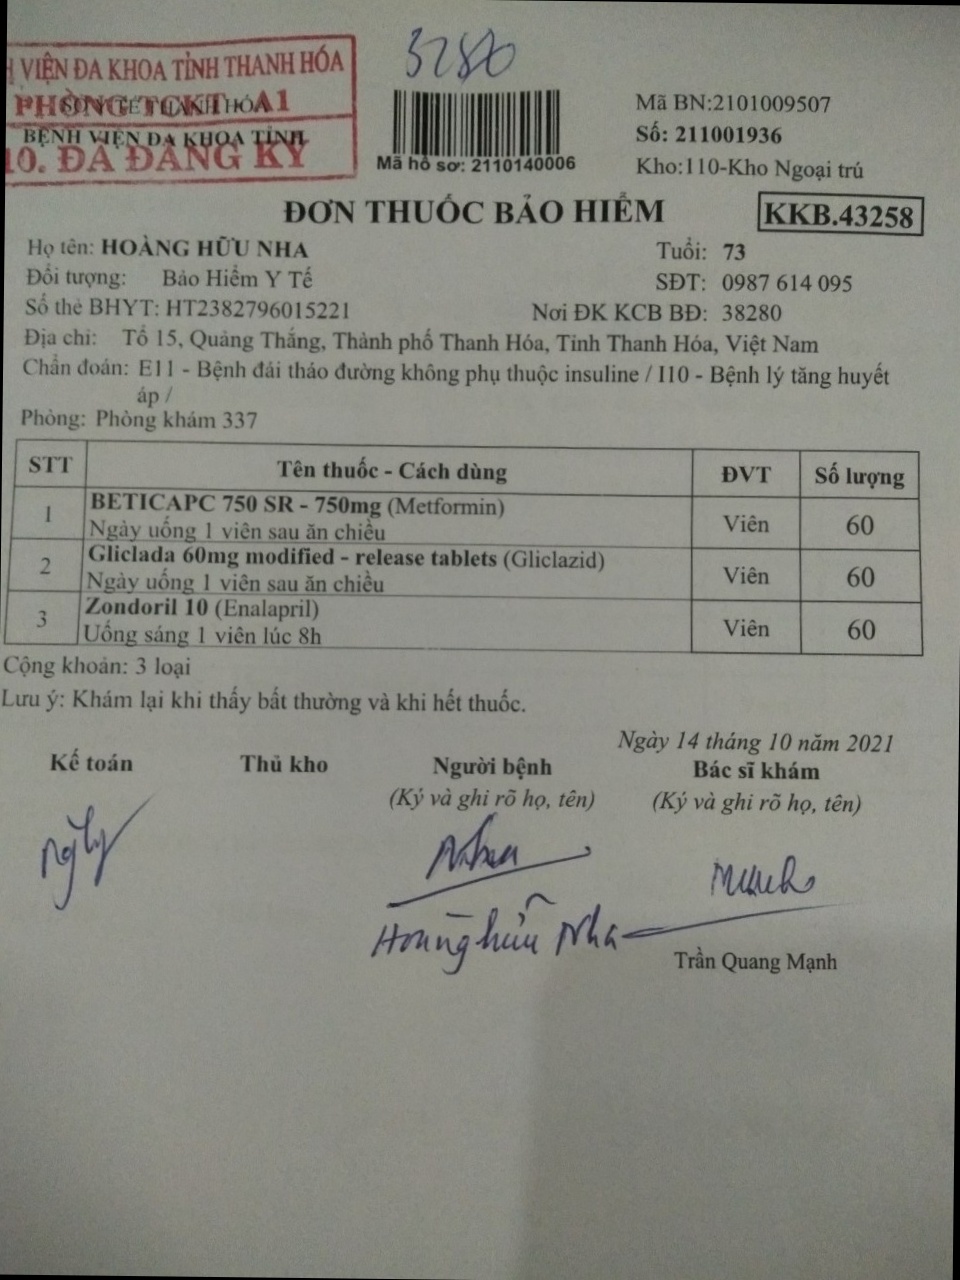 3280
VIỆN ĐA KHOA TỈNH THANH HÓA
PHÒNG TCKT A1
SỞ Y TẾ THANH HÓA
BỆNH VIỆN ĐA KHOA TỈNH
10. ĐÃ ĐĂNG KÝ
Mã hồ sơ: 2110140006
Mã BN:2101009507
Số: 211001936
Kho:110-Kho Ngoại trú
ĐƠN THUỐC BẢO HIỂM
KKB.43258
Họ tên: HOÀNG HỮU NHA Tuổi: 73
Đối tượng: Bảo Hiểm Y Tế SĐT: 0987 614 095
Số thẻ BHYT: HT2382796015221 Nơi ĐK KCB BĐ: 38280
Địa chỉ: Tổ 15, Quảng Thắng, Thành phố Thanh Hóa, Tỉnh Thanh Hóa, Việt Nam
Chẩn đoán: E11 - Bệnh đái tháo đường không phụ thuộc insuline / I10 - Bệnh lý tăng huyết
áp /
Phòng: Phòng khám 337
STT Tên thuốc - Cách dùng ĐVT Số lượng
1 BETICAPC 750 SR - 750mg (Metformin) Viên 60
Ngày uống 1 viên sau ăn chiều
2 Gliclada 60mg modified - release tablets (Gliclazid) Viên 60
Ngày uống 1 viên sau ăn chiều
3 Zondoril 10 (Enalapril) Viên 60
Uống sáng 1 viên lúc 8h
Cộng khoản: 3 loại
Lưu ý: Khám lại khi thấy bất thường và khi hết thuốc.
Ngày 14 tháng 10 năm 2021
Kế toán Thủ kho Người bệnh Bác sĩ khám
(Ký và ghi rõ họ, tên) (Ký và ghi rõ họ, tên)
Nha
Hoàng hữu Nha
Trần Quang Mạnh